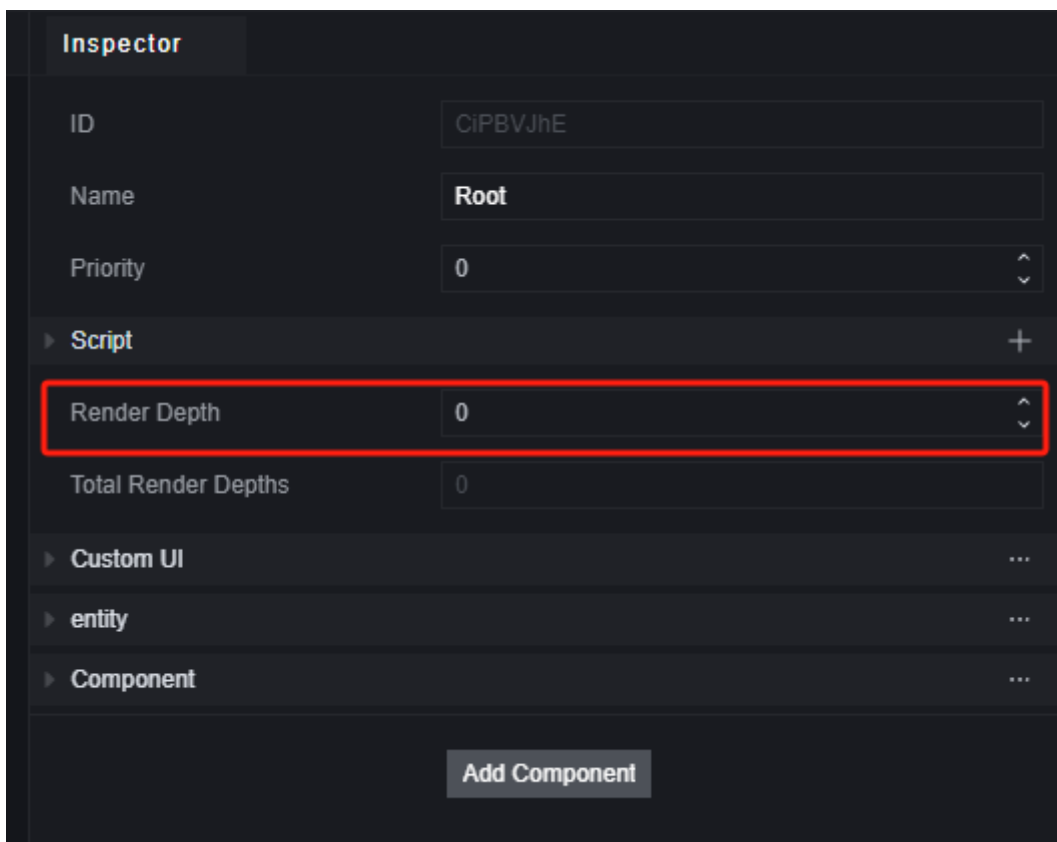 Inspector
ID CiPBVJhE
Name Root
Priority 0
Script
Render Depth 0
Total Render Depths 0
Custom UI
entity
Component
Add Component